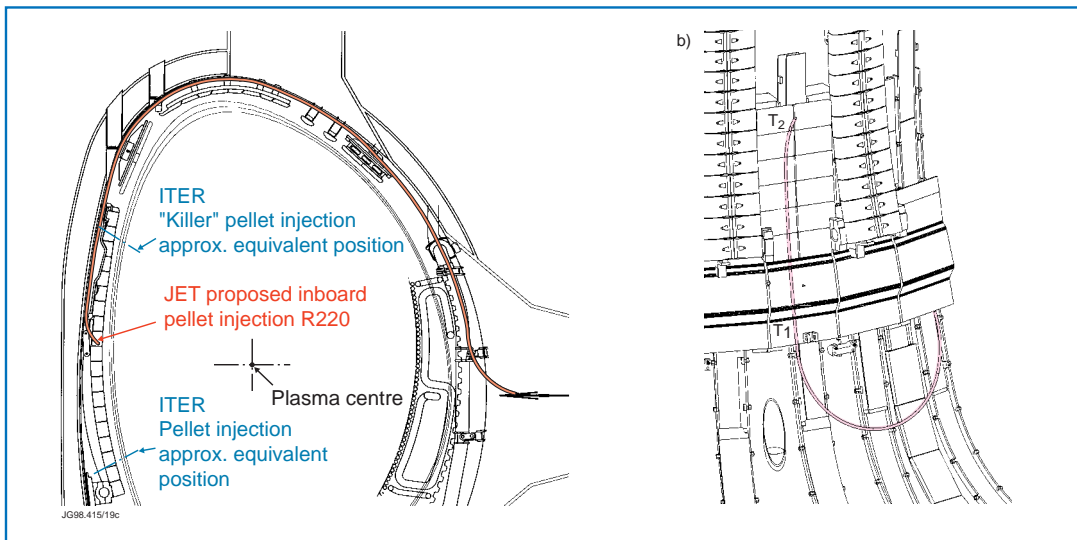 ITER
"Killer" pellet injection
approx. equivalent position
JET proposed inboard
pellet injection R220
Plasma centre
ITER
Pellet injection
approx. equivalent
position
JG98.415/19c
b)
T2
T1